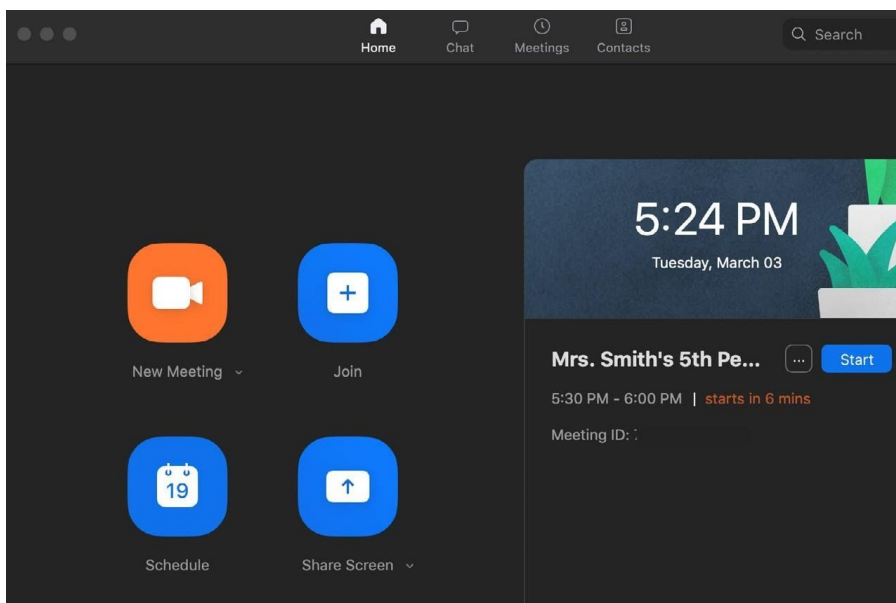 Home
Chat
Meetings
Contacts
Search
5:24 PM
Tuesday, March 03
New Meeting
Join
Mrs. Smith's 5th Pe...
...
Start
5:30 PM - 6:00 PM | starts in 6 mins
Meeting ID:
19
Schedule
Share Screen